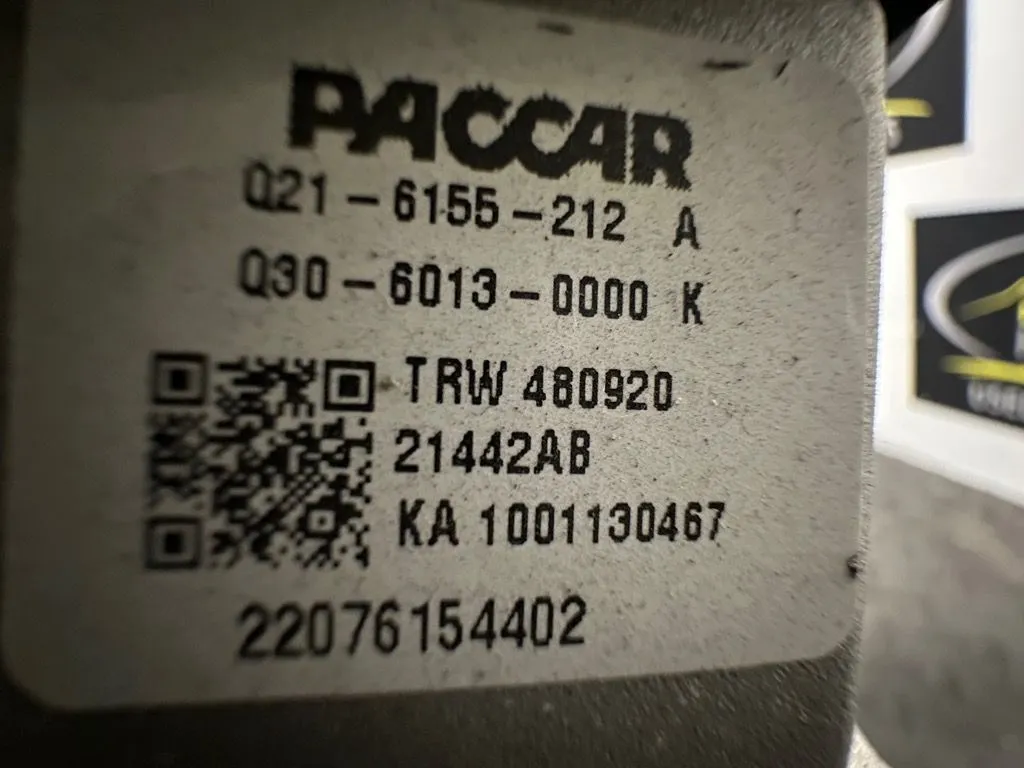 PACCAR
Q21-6155-212 A
Q30-6013-0000 K
TRW 480920
21442AB
KA 1001130467
22076154402